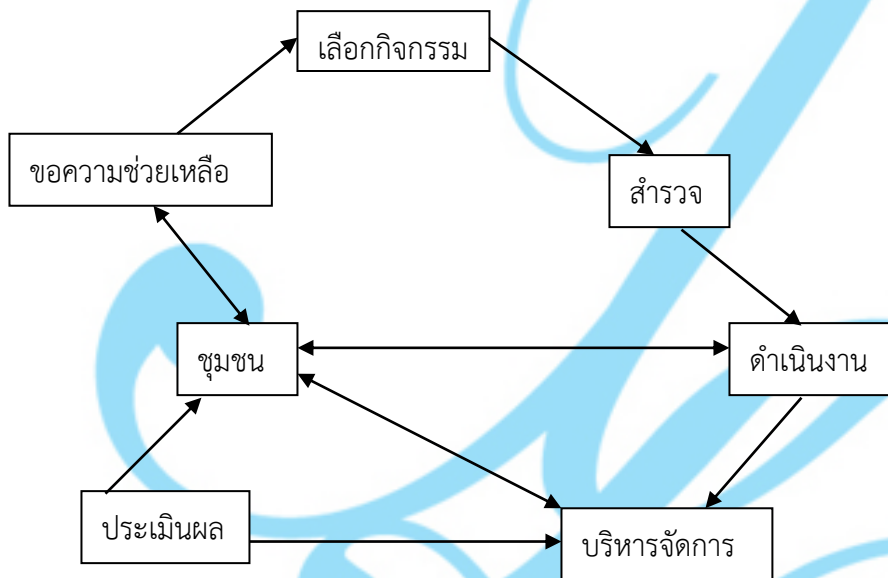 เลือกกิจกรรม
ขอความช่วยเหลือ
สำรวจ
ชุมชน
ดำเนินงาน
ประเมินผล
บริหารจัดการ